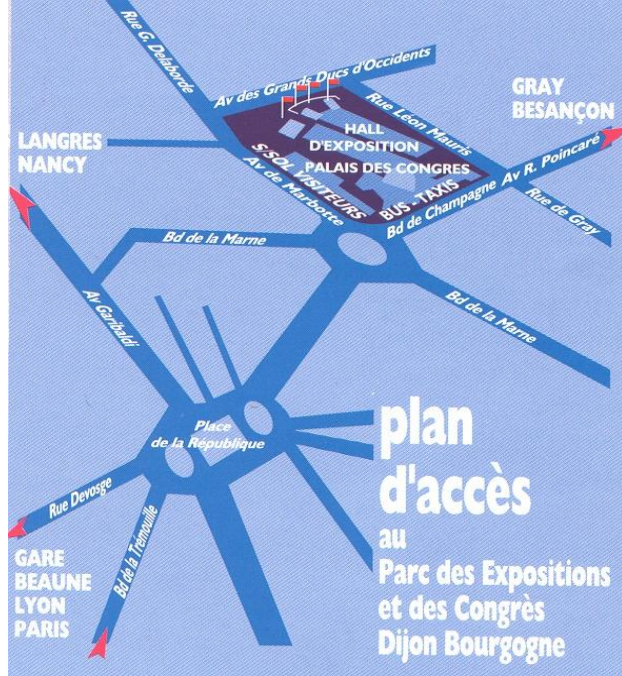 Rue G. Delaborde
Av des Grands Ducs d'Occidents
GRAY
BESANÇON
Rue Léon Mauris
HALL
D'EXPOSITION
PALAIS DES CONGRES
LANGRES
NANCY
S/SOL VISITEURS
Av de Marbotte
BUS - TAXIS
Bd de Champagne
Av R. Poincaré
Rue de Gray
Bd de la Marne
Bd de la Marne
Av Garibaldi
Place
de la République
Rue Devosge
Bd de la Trémouille
GARE
BEAUNE
LYON
PARIS
plan
d'accès
au
Parc des Expositions
et des Congrès
Dijon Bourgogne